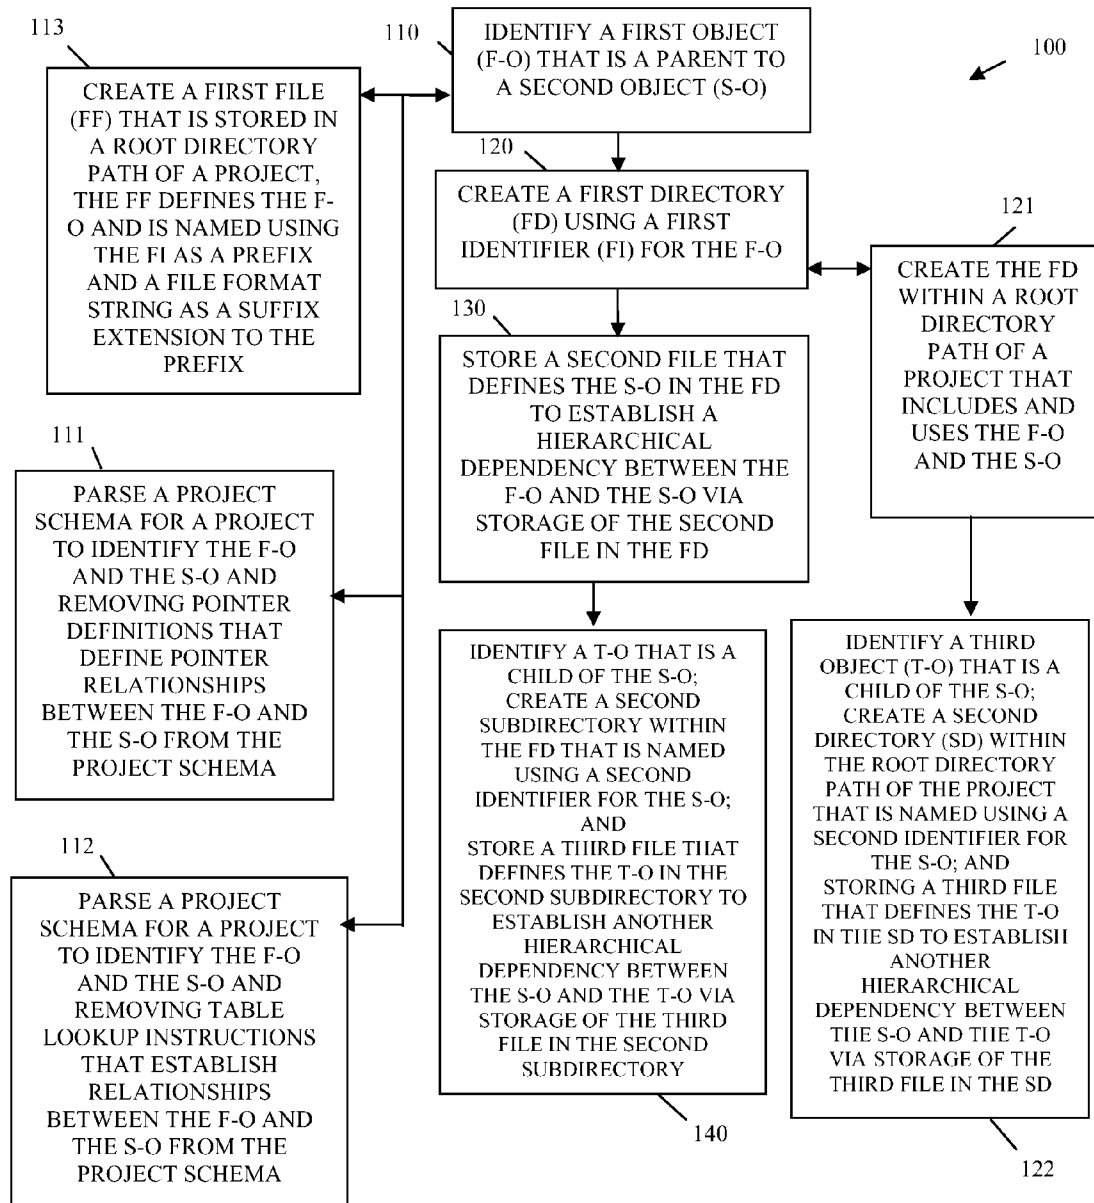 113
CREATE A FIRST FILE
(FF) THAT IS STORED IN
A ROOT DIRECTORY
PATH OF A PROJECT,
THE FF DEFINES THE F-
O AND IS NAMED USING
THE FI AS A PREFIX
AND A FILE FORMAT
STRING AS A SUFFIX
EXTENSION TO THE
PREFIX
110
IDENTIFY A FIRST OBJECT
(F-O) THAT IS A PARENT TO
A SECOND OBJECT (S-O)
100
120
CREATE A FIRST DIRECTORY
(FD) USING A FIRST
IDENTIFIER (FI) FOR THE F-O
121
CREATE THE FD
WITHIN A ROOT
DIRECTORY
PATH OF A
PROJECT THAT
INCLUDES AND
USES THE F-O
AND THE S-O
130
STORE A SECOND FILE THAT
DEFINES THE S-O IN THE FD
TO ESTABLISH A
HIERARCHICAL
DEPENDENCY BETWEEN THE
F-O AND THE S-O VIA
STORAGE OF THE SECOND
FILE IN THE FD
111
PARSE A PROJECT
SCHEMA FOR A PROJECT
TO IDENTIFY THE F-O
AND THE S-O AND
REMOVING POINTER
DEFINITIONS THAT
DEFINE POINTER
RELATIONSHIPS
BETWEEN THE F-O AND
THE S-O FROM THE
PROJECT SCHEMA
IDENTIFY A T-O THAT IS A
CHILD OF THE S-O;
CREATE A SECOND
SUBDIRECTORY WITHIN
THE FD THAT IS NAMED
USING A SECOND
IDENTIFIER FOR THE S-O;
AND
STORE A THIRD FILE THAT
DEFINES THE T-O IN THE
SECOND SUBDIRECTORY TO
ESTABLISH ANOTHER
HIERARCHICAL
DEPENDENCY BETWEEN
THE S-O AND THE T-O VIA
STORAGE OF THE THIRD
FILE IN THE SECOND
SUBDIRECTORY
140
IDENTIFY A THIRD
OBJECT (T-O) THAT IS A
CHILD OF THE S-O;
CREATE A SECOND
DIRECTORY (SD) WITHIN
THE ROOT DIRECTORY
PATH OF THE PROJECT
THAT IS NAMED USING A
SECOND IDENTIFIER FOR
THE S-O; AND
STORING A THIRD FILE
THAT DEFINES THE T-O
IN THE SD TO ESTABLISH
ANOTHER
HIERARCHICAL
DEPENDENCY BETWEEN
THE S-O AND THE T-O
VIA STORAGE OF THE
THIRD FILE IN THE SD
122
112
PARSE A PROJECT
SCHEMA FOR A PROJECT
TO IDENTIFY THE F-O
AND THE S-O AND
REMOVING TABLE
LOOKUP INSTRUCTIONS
THAT ESTABLISH
RELATIONSHIPS
BETWEEN THE F-O AND
THE S-O FROM THE
PROJECT SCHEMA